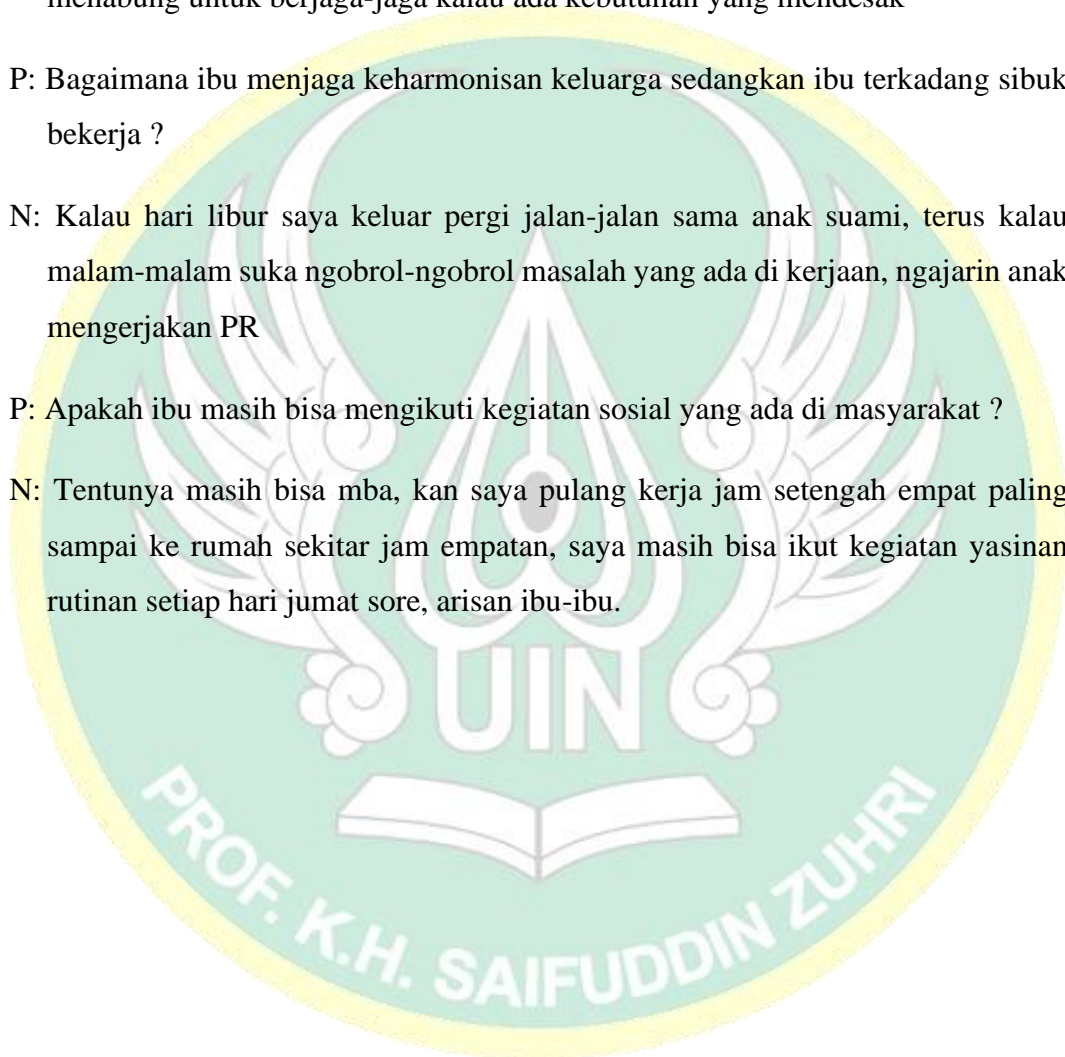 menabung untuk berjaga-jaga kalau ada kebutuhan yang mendesak
P: Bagaimana ibu menjaga keharmonisan keluarga sedangkan ibu terkadang sibuk
bekerja ?
N: Kalau hari libur saya keluar pergi jalan-jalan sama anak suami, terus kalau
malam-malam suka ngobrol-ngobrol masalah yang ada di kerjaan, ngajarin anak
mengerjakan PR
P: Apakah ibu masih bisa mengikuti kegiatan sosial yang ada di masyarakat ?
N: Tentunya masih bisa mba, kan saya pulang kerja jam setengah empat paling
sampai ke rumah sekitar jam empatan, saya masih bisa ikut kegiatan yasinan
rutinan setiap hari jumat sore, arisan ibu-ibu.
UIN
PROF. K.H. SAIFUDDIN ZUHRI